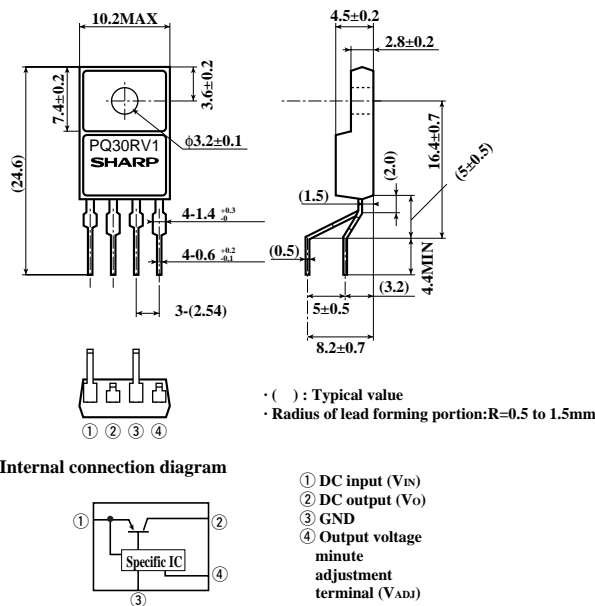 10.2MAX
4.5±0.2
2.8±0.2
7.4±0.2
3.6±0.2
(24.6)
PQ30RV1
SHARP
ϕ3.2±0.1
16.4±0.7
(2.0)
(5±0.5)
(1.5)
4-1.4 +0.3 -0
4-0.6 +0.2 -0.1
(0.5)
4.4MIN
3-(2.54)
(3.2)
5±0.5
8.2±0.7
① ② ③ ④
· ( ) : Typical value
· Radius of lead forming portion:R=0.5 to 1.5mm
Internal connection diagram
①
②
Specific IC
④
③
① DC input (VIN)
② DC output (Vo)
③ GND
④ Output voltage
minute
adjustment
terminal (VADJ)